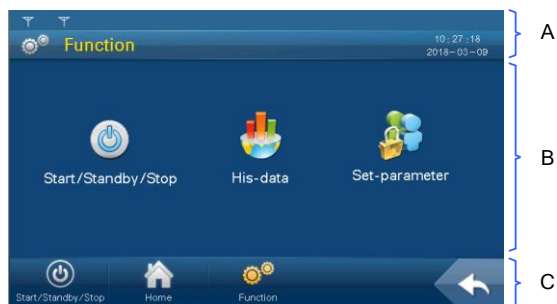 Function
10:27:18
2018-03-09
A
Start/Standby/Stop
His-data
Set-parameter
B
Start/Standby/Stop
Home
Function
C